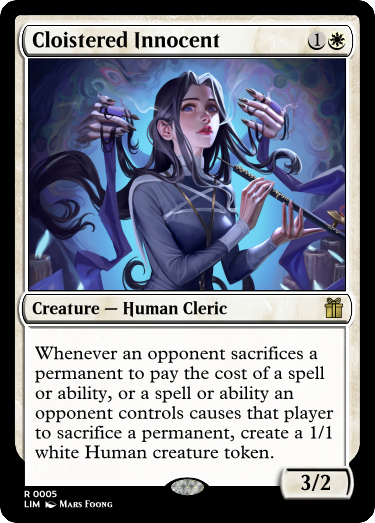 Cloistered Innocent 1
Creature — Human Cleric
Whenever an opponent sacrifices a
permanent to pay the cost of a spell
or ability, or a spell or ability an
opponent controls causes that player
to sacrifice a permanent, create a 1/1
white Human creature token.
3/2
R 0005
LIM Mars Foong